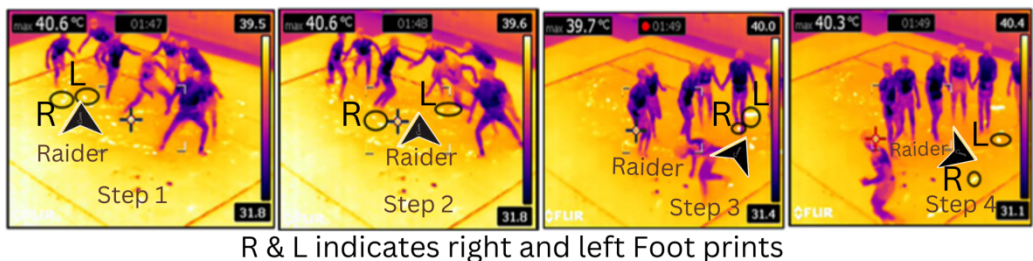 max 40.6 °C 01:47 39.5
L
R
Raider
Step 1
FLIR 31.8
max 40.6 °C 01:48 39.6
L
R
Raider
Step 2
31.8
max 39.7°C 01:49 40.0
L
R
Raider
Step 3
FLIR 31.4
max 40.3°C 01:49 40.4
L
Raider
R
Step 4
FLIR 31.1
R & L indicates right and left Foot prints